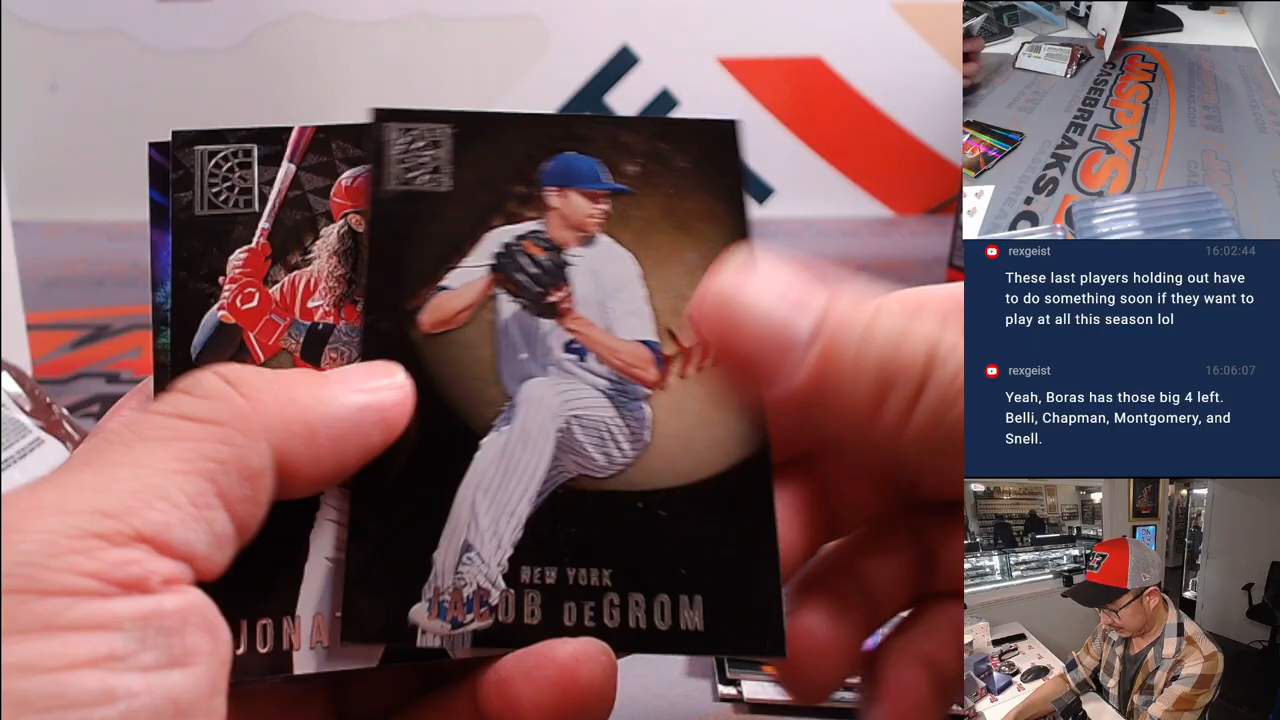 NEW YORK
JACOB DEGROM
JONA
JASPYS
CASEBREAKS.C
rexgeist
16:02:44
These last players holding out have
to do something soon if they want to
play at all this season lol
rexgeist
16:06:07
Yeah, Boras has those big 4 left.
Belli, Chapman, Montgomery, and
Snell.